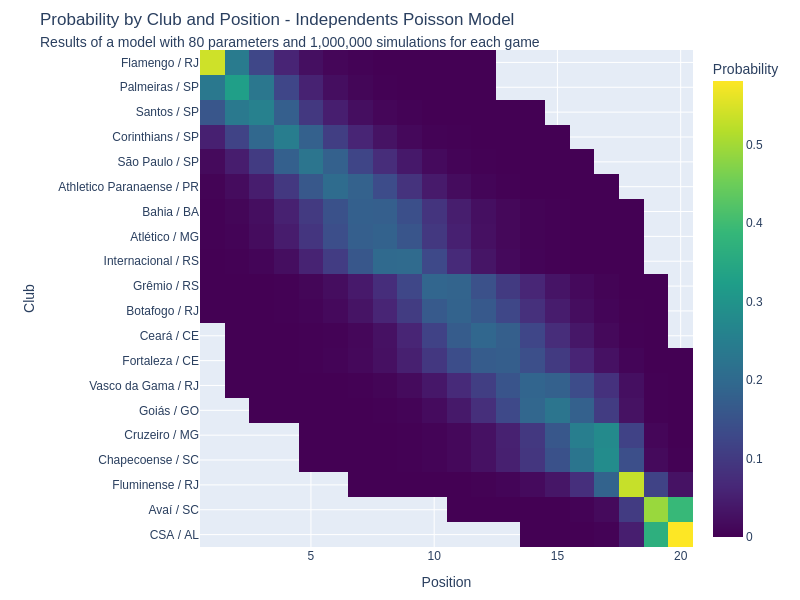 Probability by Club and Position - Independents Poisson Model
Results of a model with 80 parameters and 1,000,000 simulations for each game
Probability
Flamengo / RJ
Palmeiras / SP
Santos / SP
Corinthians / SP
São Paulo / SP
Athletico Paranaense / PR
Bahia / BA
Atlético / MG
Internacional / RS
Grêmio / RS
Botafogo / RJ
Ceará / CE
Fortaleza / CE
Vasco da Gama / RJ
Goiás / GO
Cruzeiro / MG
Chapecoense / SC
Fluminense / RJ
Avaí / SC
CSA / AL
Club
5
10
15
20
Position
0.5
0.4
0.3
0.2
0.1
0